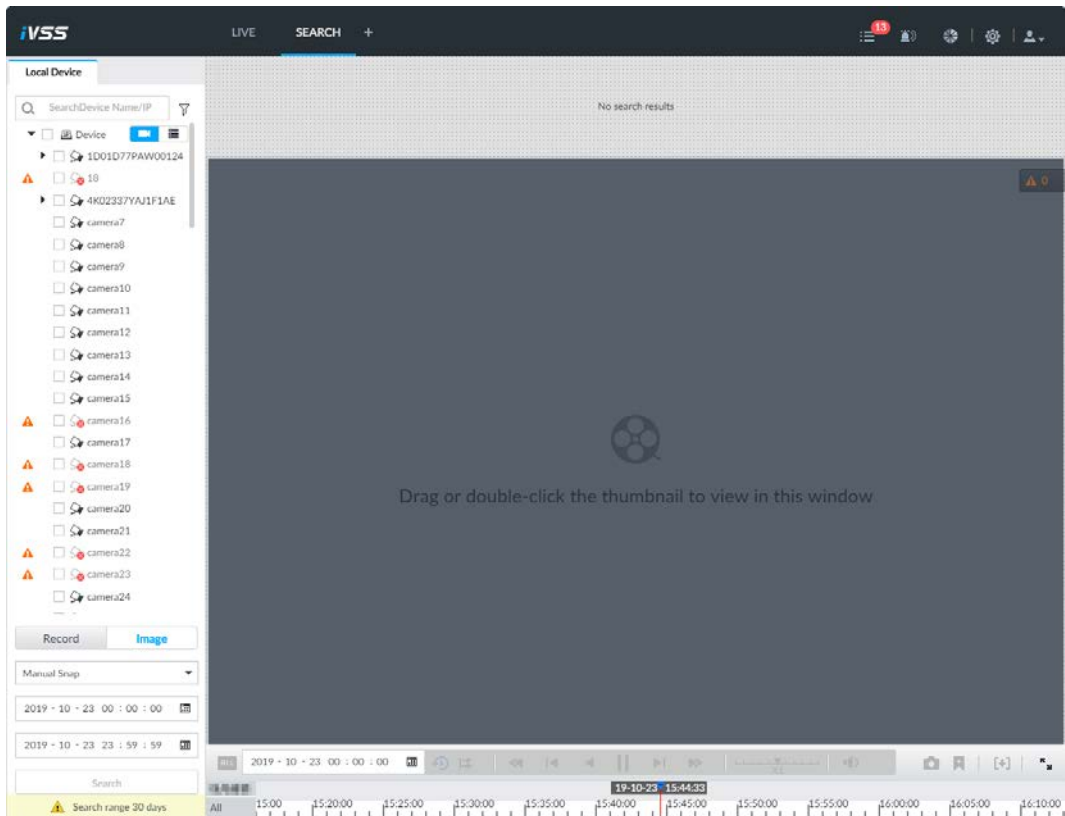 iVSS
LIVE SEARCH +
13
Local Device
SearchDevice Name/IP
No search results
Device
1D01D77PAW00124
18
0
4K02337YAJ1F1AE
camera7
camera8
camera9
camera10
camera11
camera12
camera13
camera14
camera15
camera16
camera17
camera18
camera19
Drag or double-click the thumbnail to view in this window
camera20
camera21
camera22
camera23
camera24
Record Image
Manual Snap
2019 - 10 - 23 00 : 00 : 00
2019 - 10 - 23 23 : 59 : 59
2019 - 10 - 23 00 : 00 : 00
Search
19-10-23 15:44:33
Search range 30 days
All 15:00 15:20:00 15:25:00 15:30:00 15:35:00 15:40:00 15:45:00 15:50:00 15:55:00 16:00:00 16:05:00 16:10:00